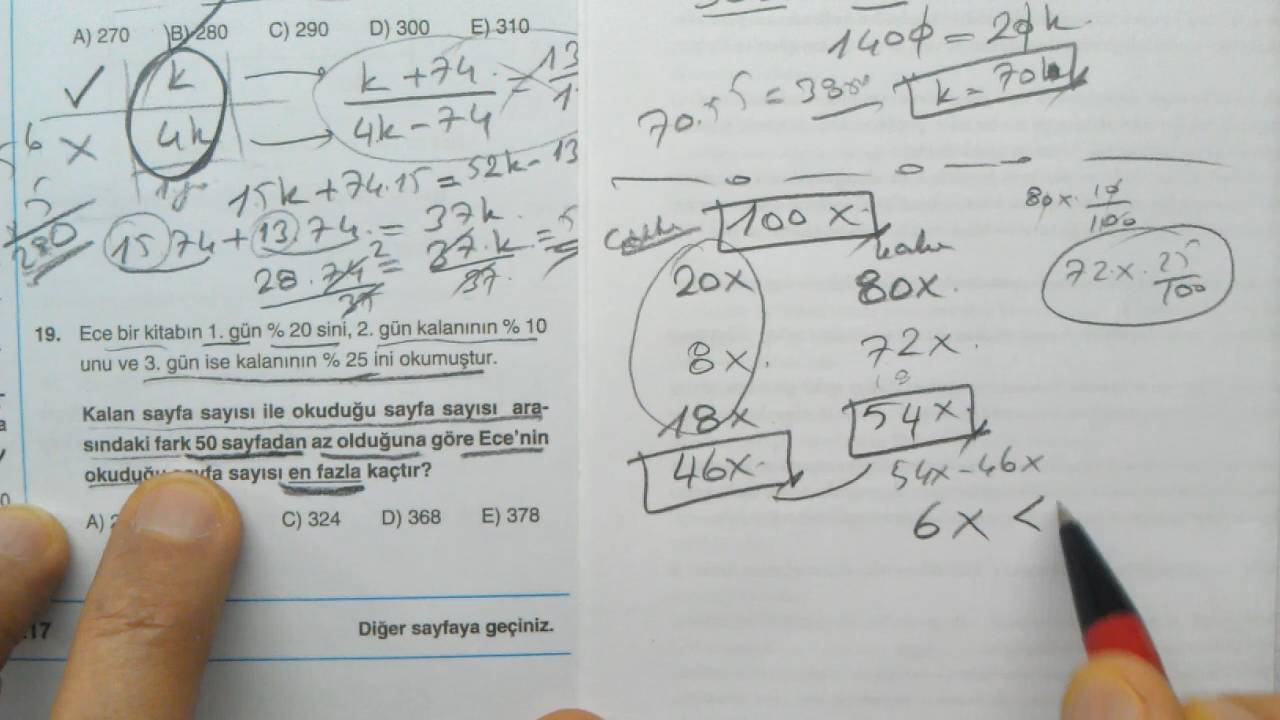 A) 270 B) 280 C) 290 D) 300 E) 310
k
4k
k + 74
4k - 74
15k + 74.15 = 52k - 13
15 74 + 13.74 = 37k
280
28.74 = 37.k
37 37
19. Ece bir kitabın 1. gün % 20 sini, 2. gün kalanının % 10
unu ve 3. gün ise kalanının % 25 ini okumuştur.
Kalan sayfa sayısı ile okuduğu sayfa sayısı ara-
sındaki fark 50 sayfadan az olduğuna göre Ece'nin
sayısı en fazla kaçtır?
A) C) 324 D) 368 E) 378
17 Diğer sayfaya geçiniz.
1400 = 20k
k = 70
100 x
80x . 10
100
20x 80x
72x . 25
100
8x 72x
18x 54x
46x 54x - 46x
6x <